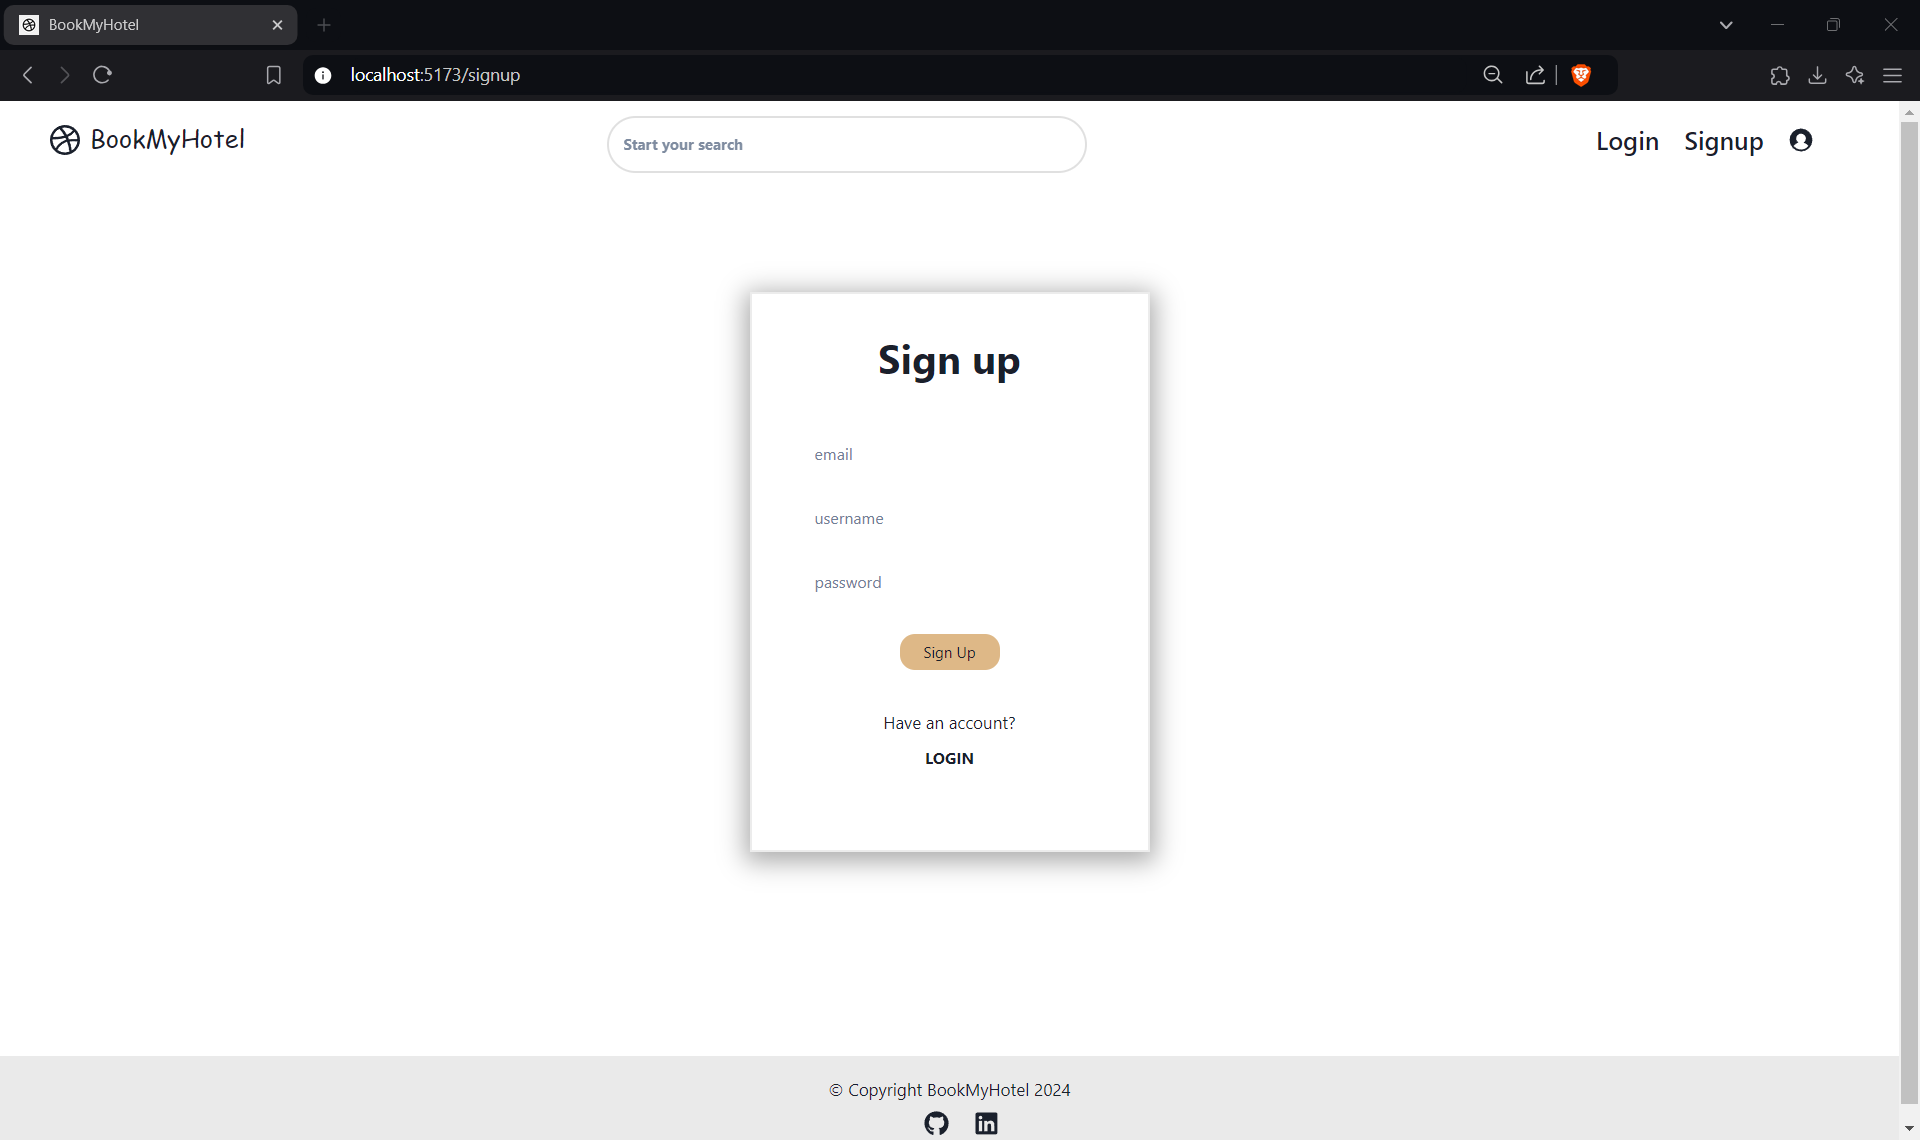 BookMyHotel
localhost:5173/signup
BookMyHotel
Start your search
Login
Signup
Sign up
email
username
password
Sign Up
Have an account?
LOGIN
© Copyright BookMyHotel 2024